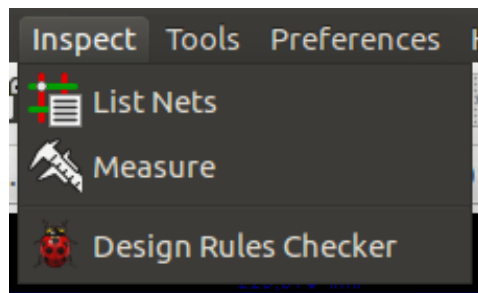 Inspect Tools Preferences
List Nets
Measure
Design Rules Checker